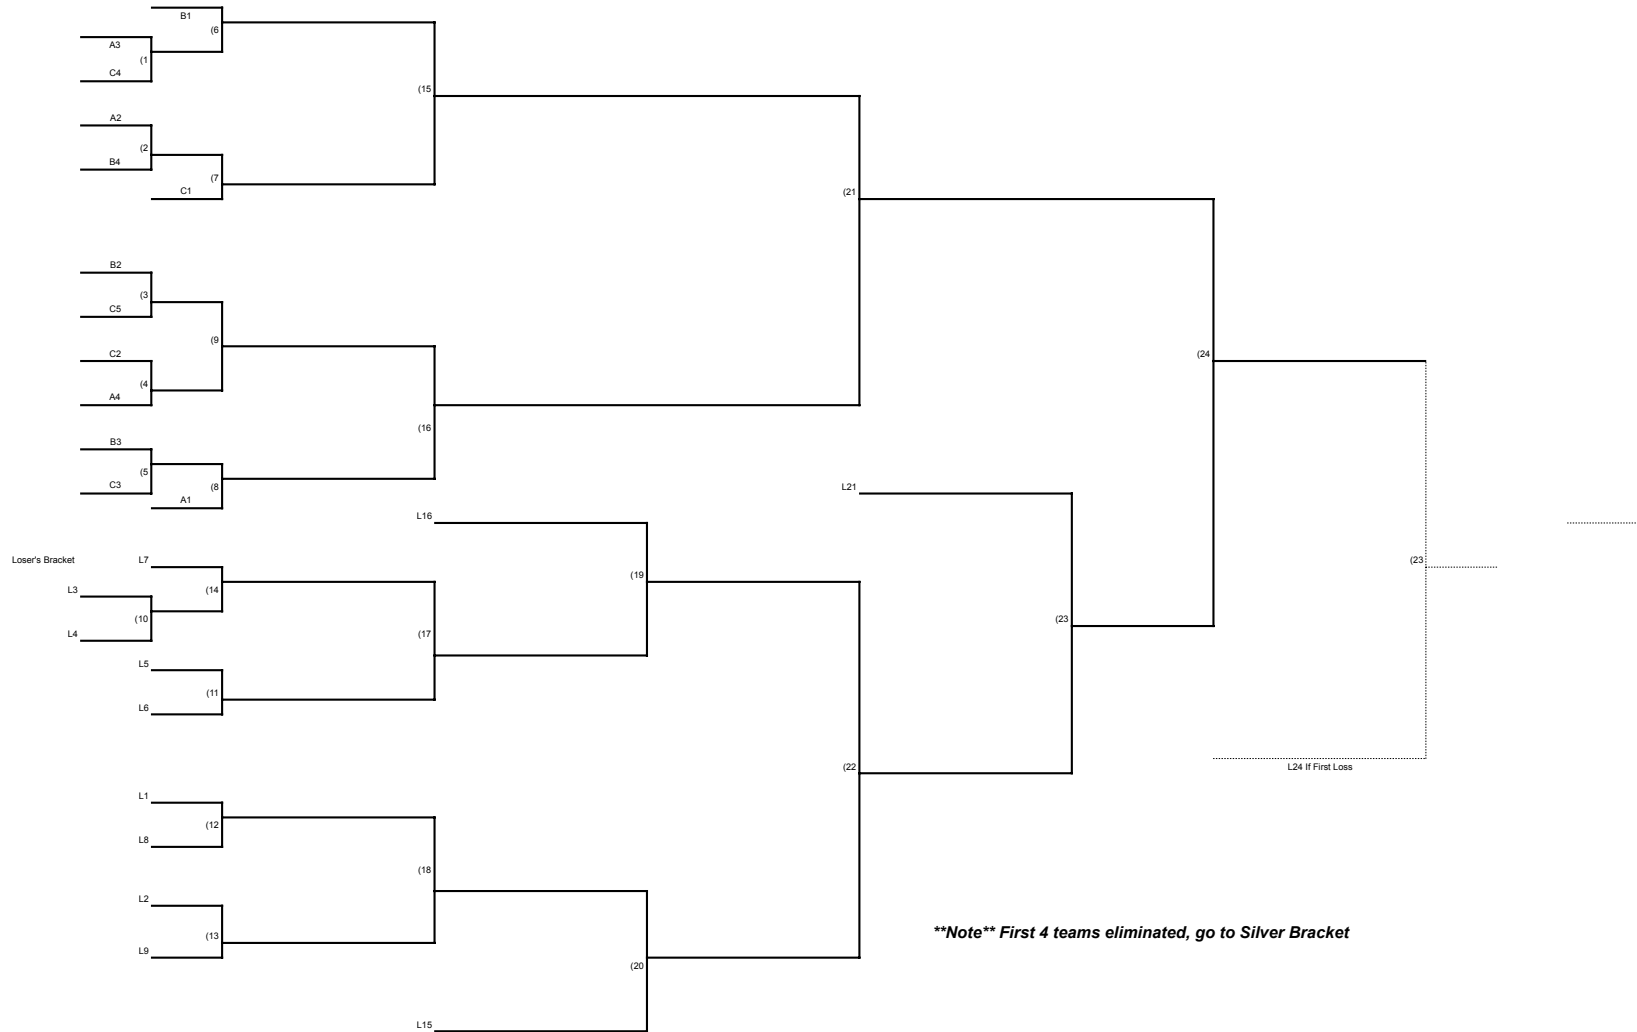 B1
(6
A3
(1
C4
(15
A2
(2
B4
(7
C1
(21
B2
(3
C5
(9
C2
(24
(4
A4
(16
B3
(5
C3
(8
A1
L21
L16
Loser's Bracket
L7
(23
(19
L3
(14
(10
(23
L4
(17
L5
(11
L6
(22
L24 If First Loss
L1
(12
L8
(18
L2
(13
**Note** First 4 teams eliminated, go to Silver Bracket
L9
(20
L15